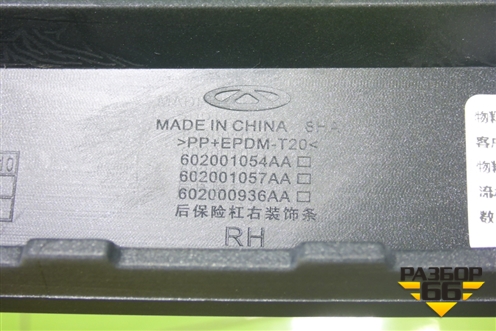 MADE IN CHINA
>PP+EPDM-T20<
602001054AA□
602001057AA□
602000936AA□
后保险杠右装饰条
RH
10
РАЗБОР
66